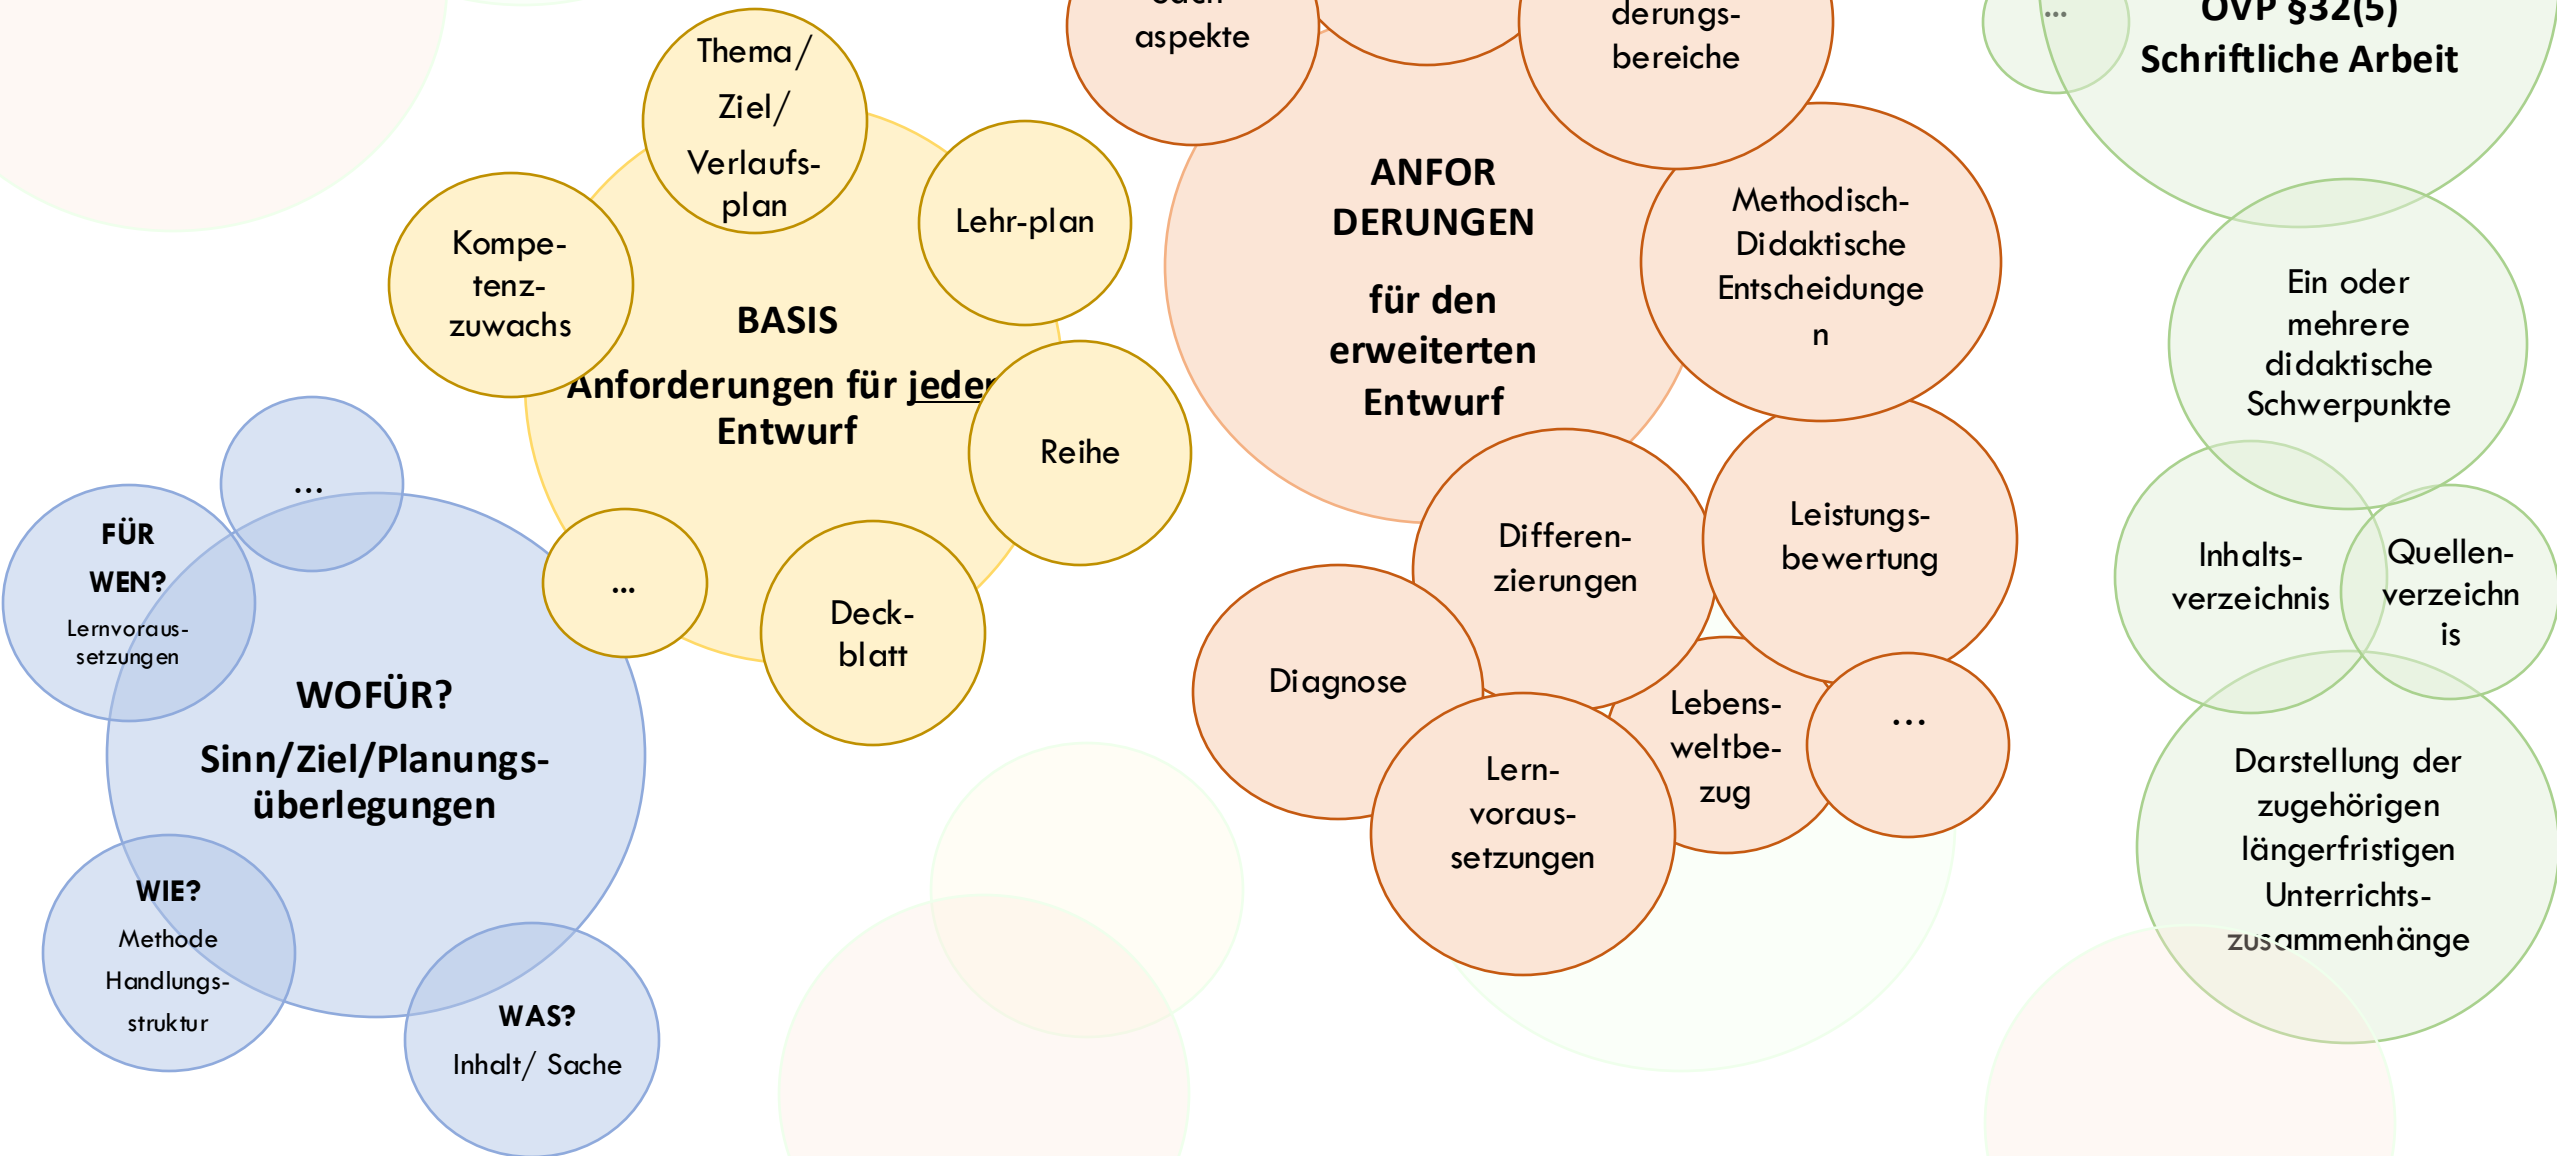 Thema/
Ziel/
Verlaufs-
plan
Kompe-
tenz-
zuwachs
Lehr-plan
BASIS
Anforderungen für jeden
Entwurf
Reihe
...
Deck-
blatt
...
FÜR
WEN?
Lernvoraus-
setzungen
WOFÜR?
Sinn/Ziel/Planungs-
überlegungen
WIE?
Methode
Handlungs-
struktur
WAS?
Inhalt/ Sache
aspekte
derungs-
bereiche
ANFOR
DERUNGEN
für den
erweiterten
Entwurf
Methodisch-
Didaktische
Entscheidunge
n
Differen-
zierungen
Leistungs-
bewertung
Diagnose
Lern-
voraus-
setzungen
Lebens-
weltbe-
zug
...
...
OVP §32(5)
Schriftliche Arbeit
Ein oder
mehrere
didaktische
Schwerpunkte
Inhalts-
verzeichnis
Quellen-
verzeichn
is
Darstellung der
zugehörigen
längerfristigen
Unterrichts-
zusammenhänge